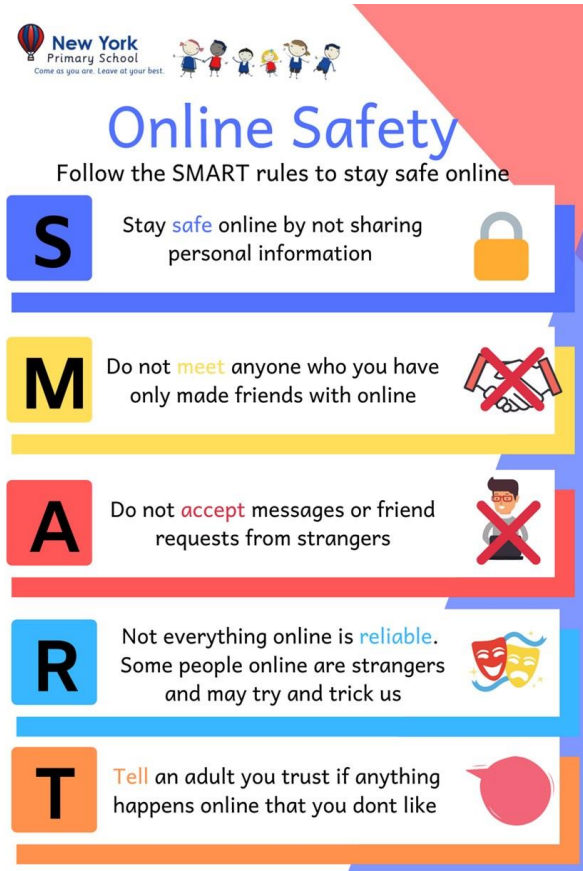 New York
Primary School
Come as you are. Leave at your best.
Online Safety
Follow the SMART rules to stay safe online
S
Stay safe online by not sharing
personal information
M
Do not meet anyone who you have
only made friends with online
A
Do not accept messages or friend
requests from strangers
R
Not everything online is reliable.
Some people online are strangers
and may try and trick us
T
Tell an adult you trust if anything
happens online that you dont like